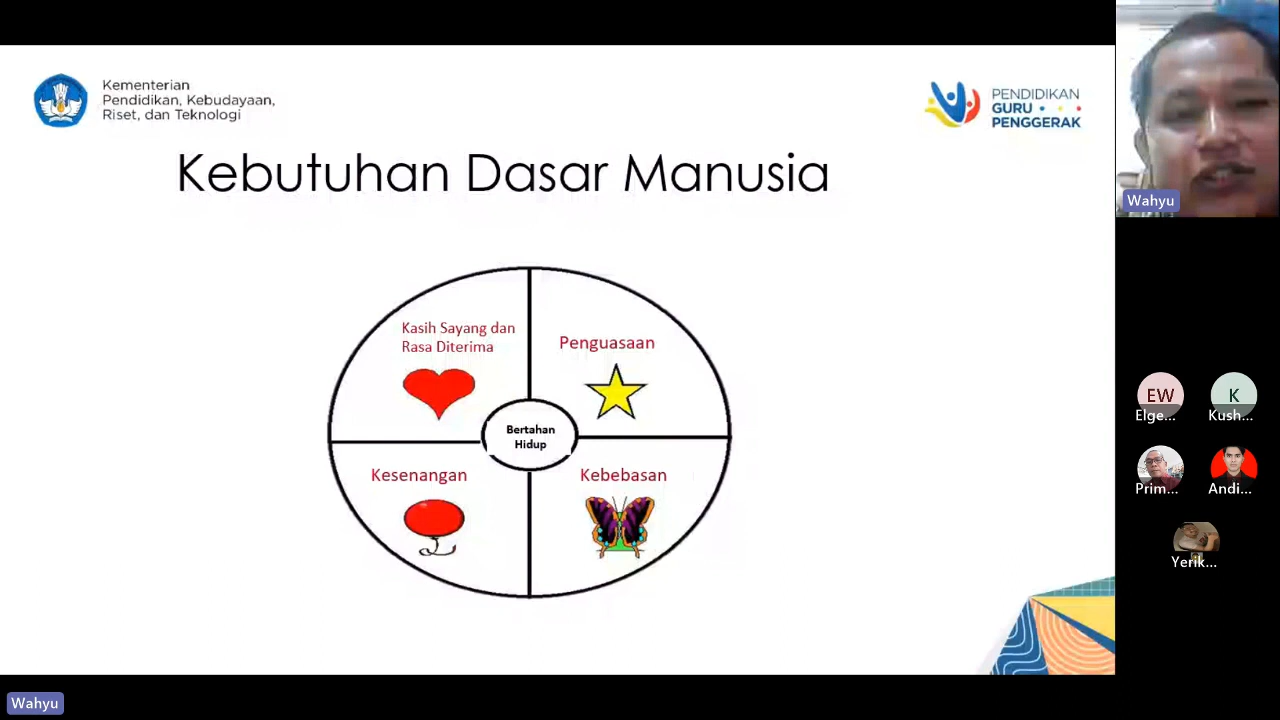 Kementerian
Pendidikan, Kebudayaan,
Riset, dan Teknologi
PENDIDIKAN
GURU
PENGGERAK
Kebutuhan Dasar Manusia
Kasih Sayang dan
Rasa Diterima
Penguasaan
Bertahan
Hidup
Kesenangan
Kebebasan
Wahyu
EW
K
Elge...
Kush...
Prim...
Andi...
Yerik...
Wahyu